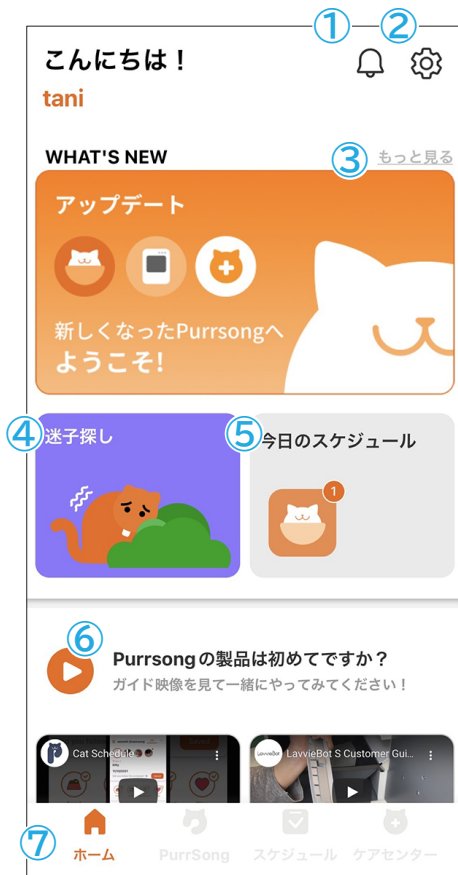 ① ②
こんにちは！
tani
WHAT'S NEW ③ もっと見る
アップデート
新しくなったPurrsongへ
ようこそ!
④ 迷子探し
⑤ 今日のスケジュール
1
⑥
Purrsongの製品は初めてですか？
ガイド映像を見て一緒にやってみてください！
Cat Schedule
LavvieBot LavvieBot S Customer Gui...
⑦ ホーム PurrSong スケジュール ケアセンター